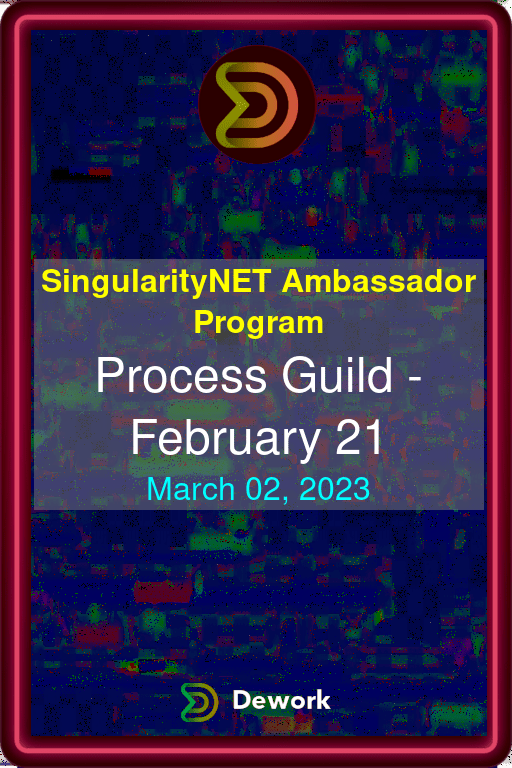 SingularityNET Ambassador
Program
Process Guild -
February 21
March 02, 2023
Dework